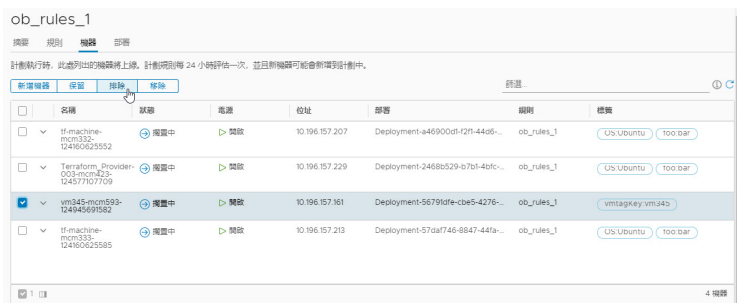 ob_rules_1
摘要 規則 機器 部署
計劃執行時，此處列出的機器將上線。計劃規則每 24 小時評估一次，並且新機器可能會新增到計劃中。
新增機器 保留 排除 移除 篩選...
名稱 狀態 電源 位址 部署 規則 標籤
tf-machine-mcm332-124160625552 擱置中 開啟 10.196.157.207 Deployment-a46900d1-f2f1-44d6-... ob_rules_1 OS:Ubuntu foo:bar
Terraform_Provider-003-mcm423-124577107709 擱置中 開啟 10.196.157.229 Deployment-2468b529-b7b1-4bfc-... ob_rules_1 OS:Ubuntu foo:bar
vm345-mcm593-124945691582 擱置中 開啟 10.196.157.161 Deployment-56791dfe-cbe5-4276-... ob_rules_1 vmtagKey:vm345
tf-machine-mcm333-124160625585 擱置中 開啟 10.196.157.213 Deployment-57daf746-8847-44fa-... ob_rules_1 OS:Ubuntu foo:bar
1 4 機器